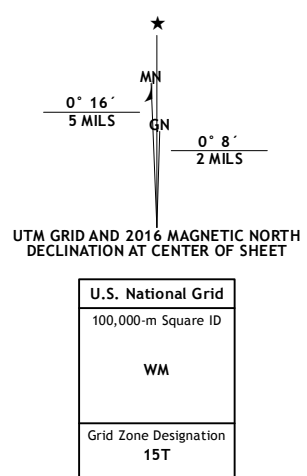 ★
MN
0° 16´
5 MILS
GN
0° 8´
2 MILS
UTM GRID AND 2016 MAGNETIC NORTH
DECLINATION AT CENTER OF SHEET
U.S. National Grid
100,000-m Square ID
WM
Grid Zone Designation
15T